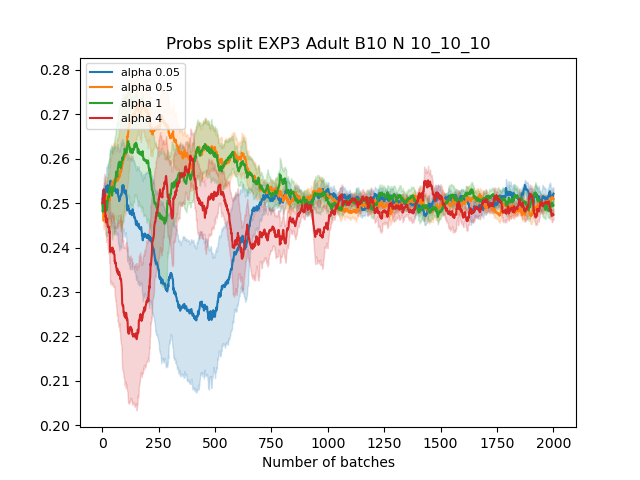 Probs split EXP3 Adult B10 N 10_10_10
alpha 0.05
alpha 0.5
alpha 1
alpha 4
0.28
0.27
0.26
0.25
0.24
0.23
0.22
0.21
0.20
0 250 500 750 1000 1250 1500 1750 2000
Number of batches